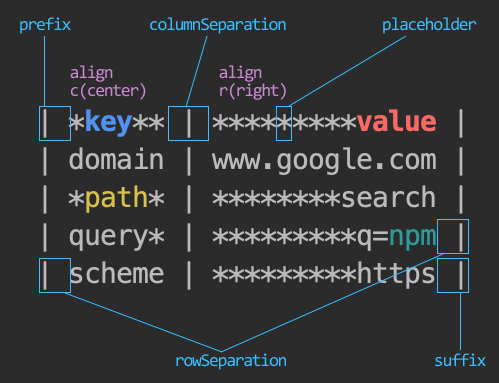 prefix columnSeparation placeholder
align align
c(center) r(right)
| *key** | *********value |
| domain | www.google.com |
| *path* | ********search |
| query* | *********q=npm |
| scheme | *********https |
rowSeparation suffix